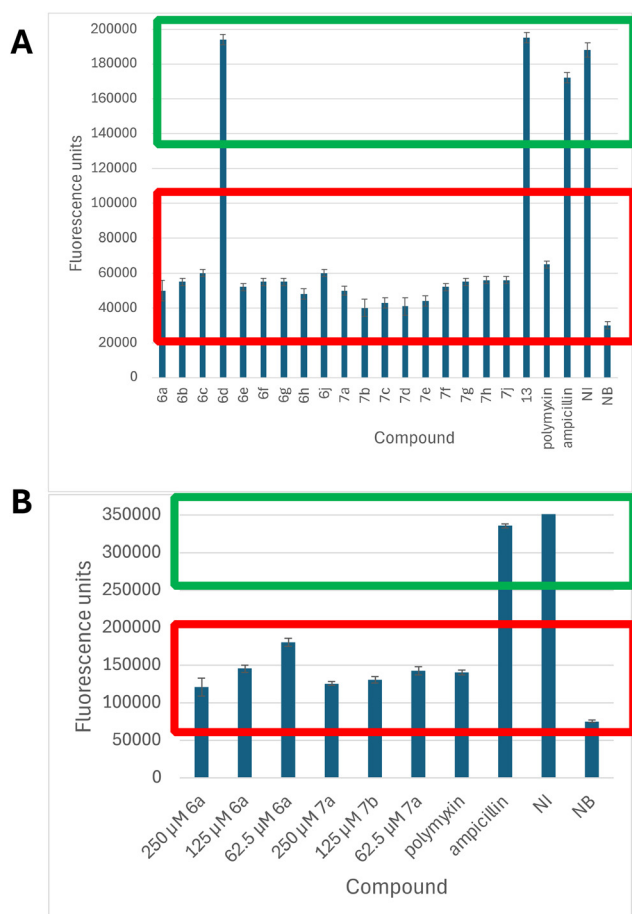 A
Fluorescence units
200000
180000
160000
140000
120000
100000
80000
60000
40000
20000
0
6a
6b
6c
6d
6e
6f
6g
6h
6j
7a
7b
7c
7d
7e
7f
7g
7h
7j
13
polymyxin
ampicillin
NI
NB
Compound
B
Fluorescence units
350000
300000
250000
200000
150000
100000
50000
0
250 µM 6a
125 µM 6a
62.5 µM 6a
250 µM 7a
125 µM 7b
62.5 µM 7a
polymyxin
ampicillin
NI
NB
Compound